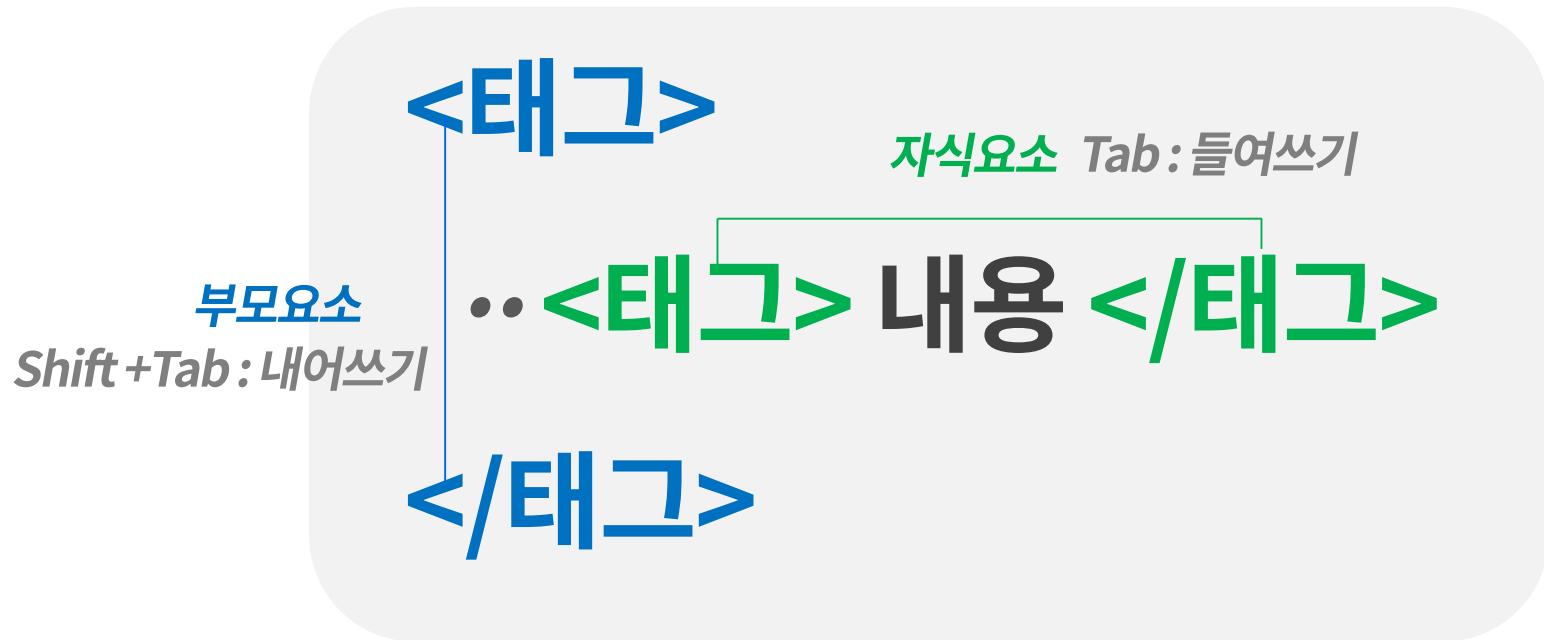 <태그>
자식요소 Tab : 들여쓰기
부모요소
··<태그> 내용 </태그>
Shift +Tab : 내어쓰기
</태그>